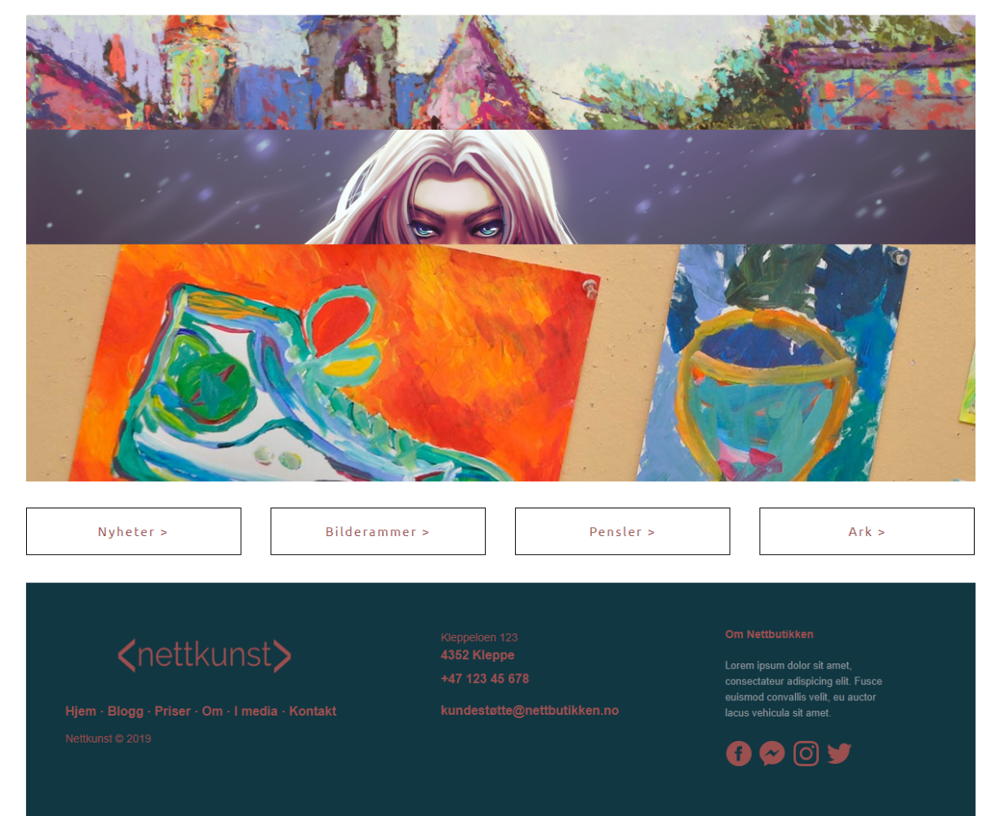 Nyheter >
Bilderammer >
Pensler >
Ark >
<nettkunst>
Hjem · Blogg · Priser · Om · I media · Kontakt
Nettkunst © 2019
Kleppeloen 123
4352 Kleppe
+47 123 45 678
kundestøtte@nettbutikken.no
Om Nettbutikken
Lorem ipsum dolor sit amet,
consectateur adispicing elit. Fusce
euismod convallis velit, eu auctor
lacus vehicula sit amet.